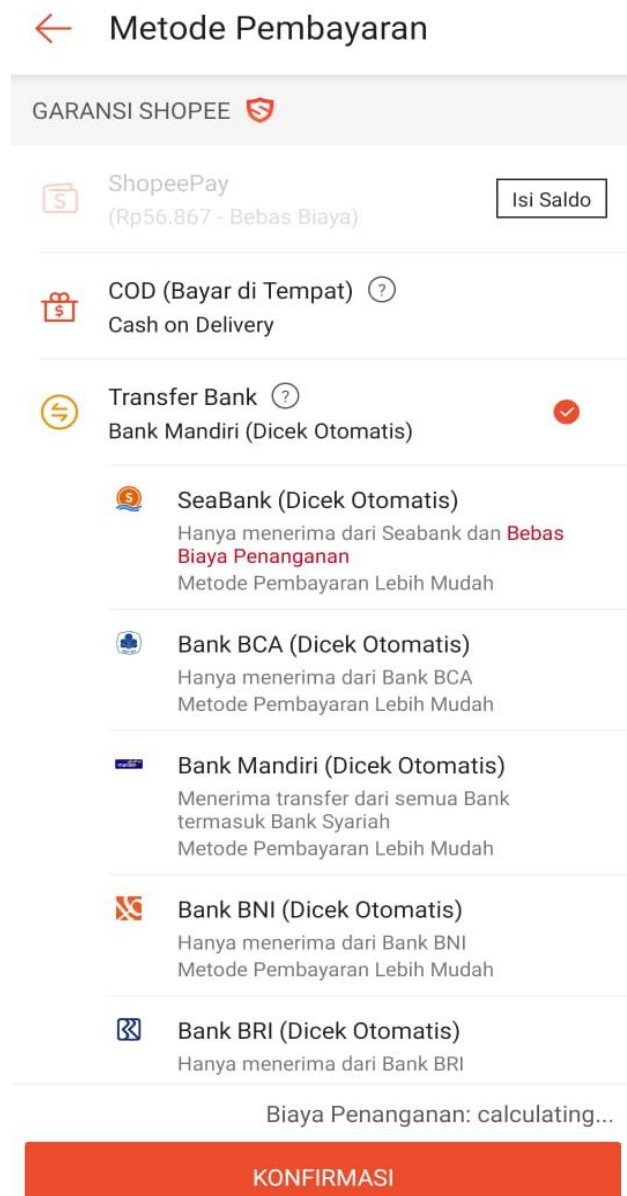 Metode Pembayaran
GARANSI SHOPEE
ShopeePay
(Rp56.867 - Bebas Biaya)
Isi Saldo
COD (Bayar di Tempat) ?
Cash on Delivery
Transfer Bank ?
Bank Mandiri (Dicek Otomatis)
SeaBank (Dicek Otomatis)
Hanya menerima dari Seabank dan Bebas
Biaya Penanganan
Metode Pembayaran Lebih Mudah
Bank BCA (Dicek Otomatis)
Hanya menerima dari Bank BCA
Metode Pembayaran Lebih Mudah
Bank Mandiri (Dicek Otomatis)
Menerima transfer dari semua Bank
termasuk Bank Syariah
Metode Pembayaran Lebih Mudah
Bank BNI (Dicek Otomatis)
Hanya menerima dari Bank BNI
Metode Pembayaran Lebih Mudah
Bank BRI (Dicek Otomatis)
Hanya menerima dari Bank BRI
Biaya Penanganan: calculating...
KONFIRMASI